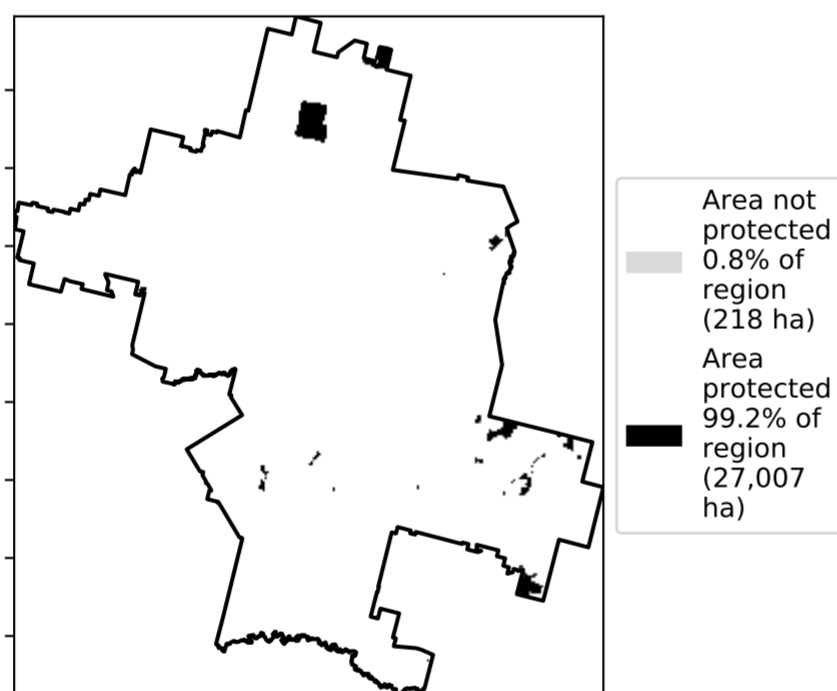 Area not
protected
0.8% of
region
(218 ha)
Area
protected
99.2% of
region
(27,007
ha)